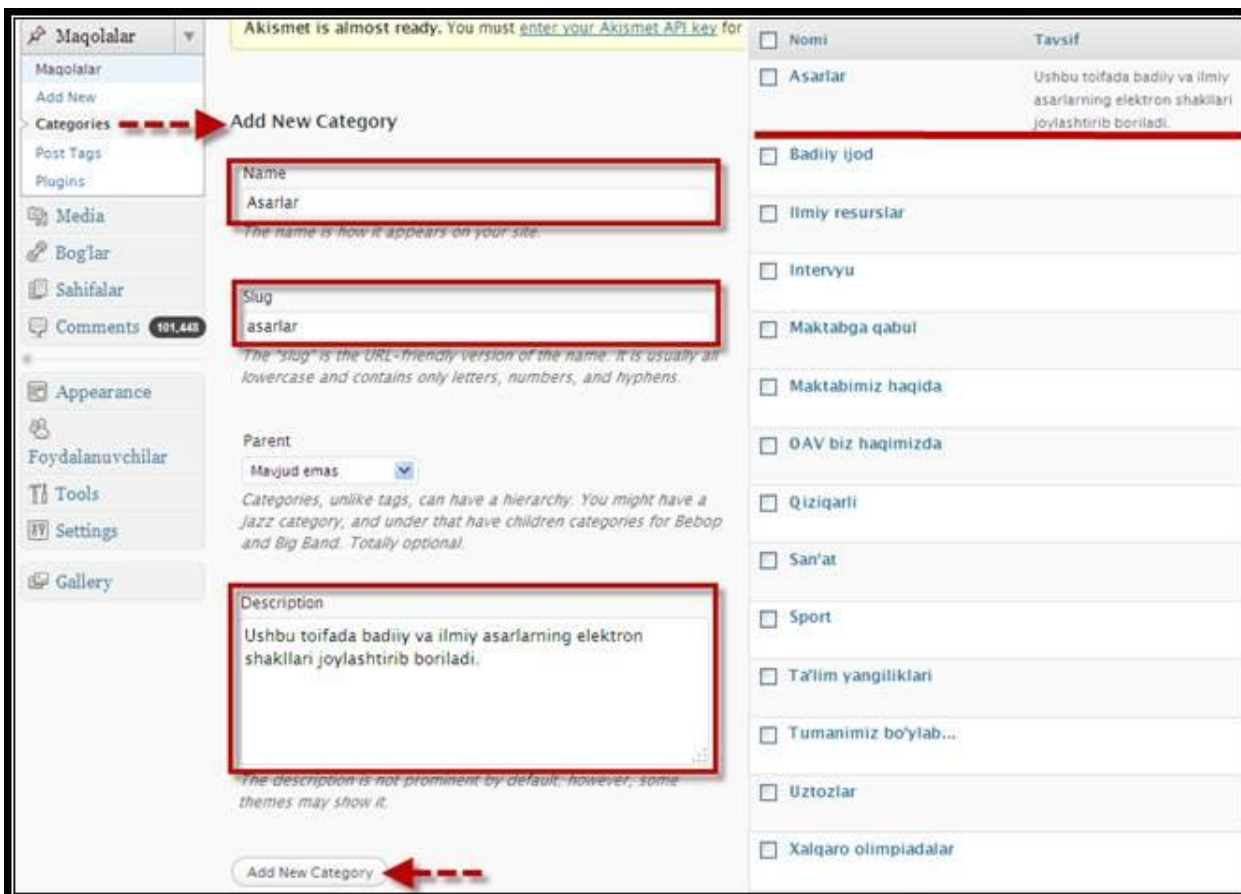 Maqolalar
Maqolalar
Add New
Categories
Post Tags
Plugins
Media
Bog'lar
Sahifalar
Comments 101,448
Appearance
Foydalanuvchilar
Tools
Settings
Gallery
Akismet is almost ready. You must enter your Akismet API key for
Add New Category
Name
Asarlar
The name is how it appears on your site.
Slug
asarlar
The "slug" is the URL-friendly version of the name. It is usually all
lowercase and contains only letters, numbers, and hyphens.
Parent
Mavjud emas
Categories, unlike tags, can have a hierarchy. You might have a
Jazz category, and under that have children categories for Bebop
and Big Band. Totally optional.
Description
Ushbu toifada badiiy va ilmiy asarlarning elektron
shakllari joylashtirib boriladi.
The description is not prominent by default, however, some
themes may show it.
Add New Category
Nomi
Tavsif
Asarlar
Ushbu toifada badiiy va ilmiy
asarlarning elektron shakllari
joylashtirib boriladi.
Badiiy ijod
Ilmiy resurslar
Intervyu
Maktabga qabul
Maktabimiz haqida
OAV biz haqimizda
Qiziqarli
San'at
Sport
Ta'lim yangiliklari
Tumanimiz bo'ylab...
Uztozlar
Xalqaro olimpiadalar